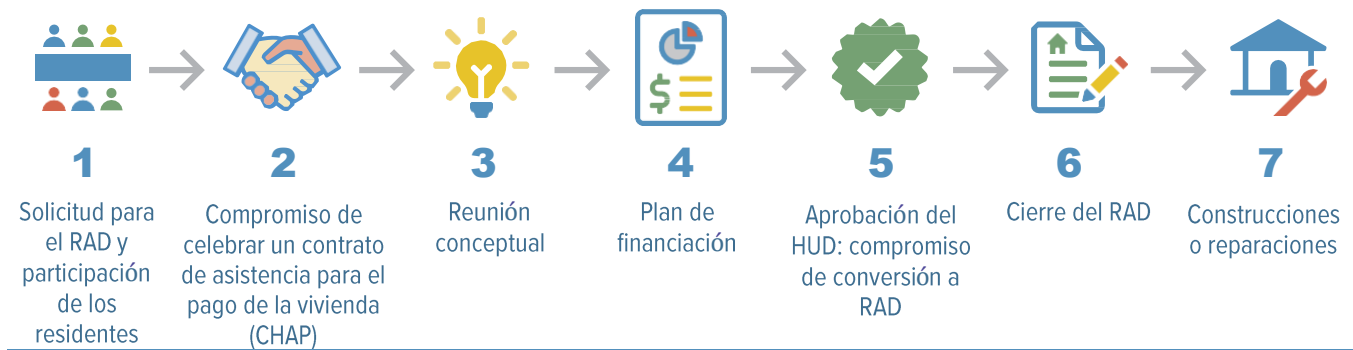 1
Solicitud para
el RAD y
participación
de los
residentes
2
Compromiso de
celebrar un contrato
de asistencia para el
pago de la vivienda
(CHAP)
3
Reunión
conceptual
$
4
Plan de
financiación
5
Aprobación del
HUD: compromiso
de conversión a
RAD
6
Cierre del RAD
7
Construcciones
o reparaciones